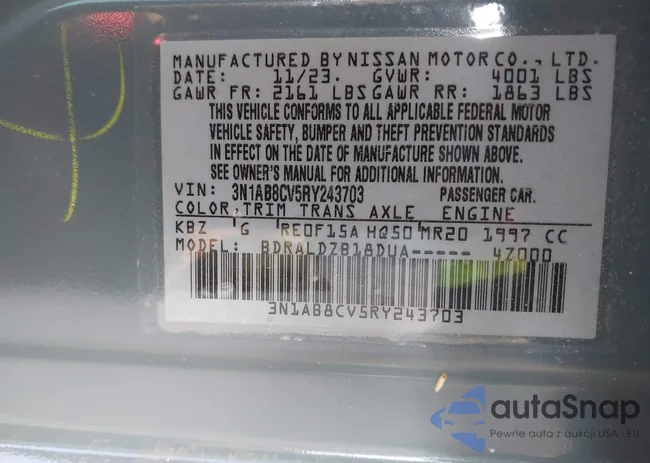 MANUFACTURED BY NISSAN MOTOR CO., LTD.
DATE: 11/23. GVWR: 4001 LBS
GAWR FR: 2161 LBS GAWR RR: 1863 LBS
THIS VEHICLE CONFORMS TO ALL APPLICABLE FEDERAL MOTOR
VEHICLE SAFETY, BUMPER AND THEFT PREVENTION STANDARDS
IN EFFECT ON THE DATE OF MANUFACTURE SHOWN ABOVE.
SEE OWNER'S MANUAL FOR ADDITIONAL INFORMATION.
VIN: 3N1AB8CV5RY243703 PASSENGER CAR.
COLOR, TRIM TRANS AXLE, ENGINE
KBZ G RE0F15A HQ50 MR20 1997 CC
MODEL: BDRALDZB18DUA----- 4Z000
3N1AB8CV5RY243703
autaSnap
Pewne auta z aukcji USA - EU